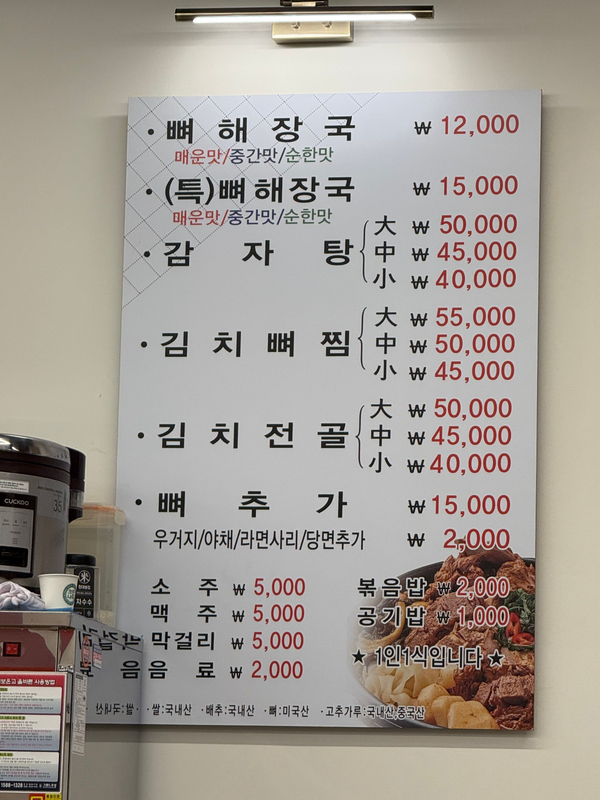 • 뼈 해 장 국 ₩ 12,000
매운맛/중간맛/순한맛
• (특)뼈해장국 ₩ 15,000
매운맛/중간맛/순한맛
• 감 자 탕
大 ₩ 50,000
中 ₩ 45,000
小 ₩ 40,000
• 김 치 뼈 찜
大 ₩ 55,000
中 ₩ 50,000
小 ₩ 45,000
• 김 치 전 골
大 ₩ 50,000
中 ₩ 45,000
小 ₩ 40,000
• 뼈 추 가 ₩ 15,000
우거지/야채/라면사리/당면추가 ₩ 2,000
소 주 ₩ 5,000
맥 주 ₩ 5,000
막걸리 ₩ 5,000
음 료 ₩ 2,000
볶음밥 ₩ 2,000
공기밥 ₩ 1,000
★ 1인1식입니다 ★
·쌀:국내산 ·배추:국내산 ·뼈:미국산 ·고추가루:국내산,중국산
CUCKOO
사용방법
1588-1328